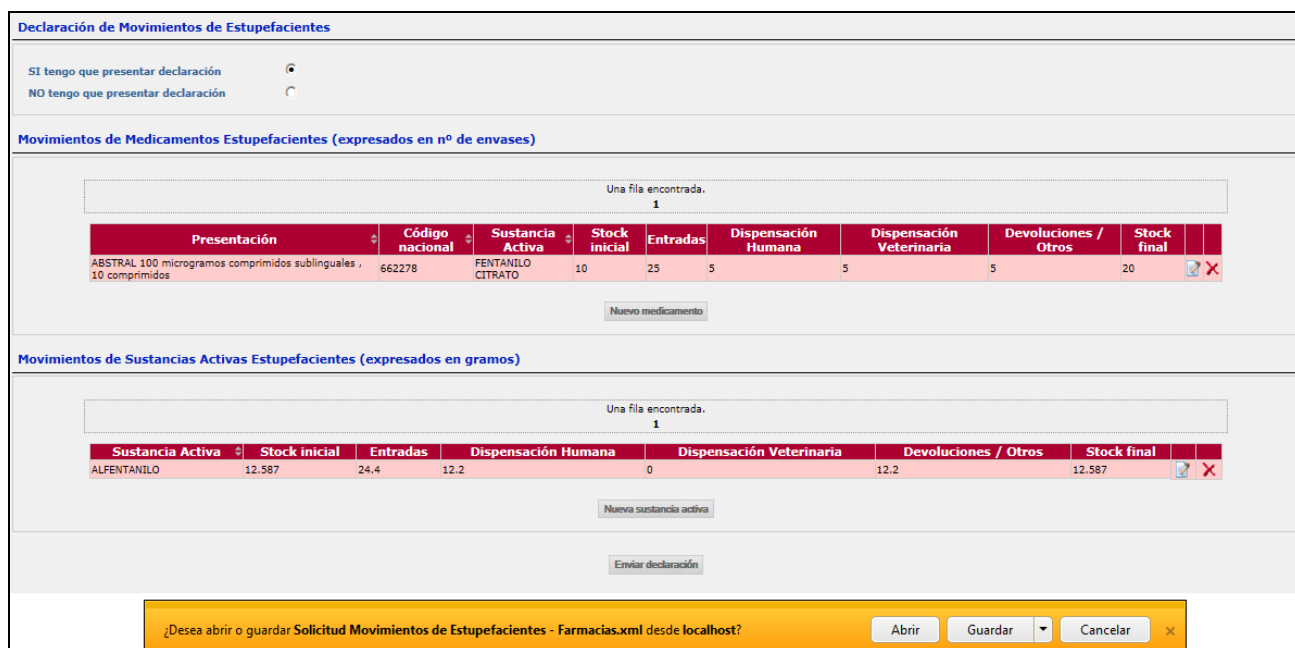 Declaración de Movimientos de Estupefacientes
SI tengo que presentar declaración
NO tengo que presentar declaración
Movimientos de Medicamentos Estupefacientes (expresados en nº de envases)
Una fila encontrada.
1
Presentación Código nacional Sustancia Activa Stock inicial Entradas Dispensación Humana Dispensación Veterinaria Devoluciones / Otros Stock final
ABSTRAL 100 microgramos comprimidos sublinguales , 10 comprimidos 662278 FENTANILO CITRATO 10 25 5 5 5 20
Nuevo medicamento
Movimientos de Sustancias Activas Estupefacientes (expresados en gramos)
Una fila encontrada.
1
Sustancia Activa Stock inicial Entradas Dispensación Humana Dispensación Veterinaria Devoluciones / Otros Stock final
ALFENTANILO 12.587 24.4 12.2 0 12.2 12.587
Nueva sustancia activa
Enviar declaración
¿Desea abrir o guardar Solicitud Movimientos de Estupefacientes - Farmacias.xml desde localhost? Abrir Guardar Cancelar